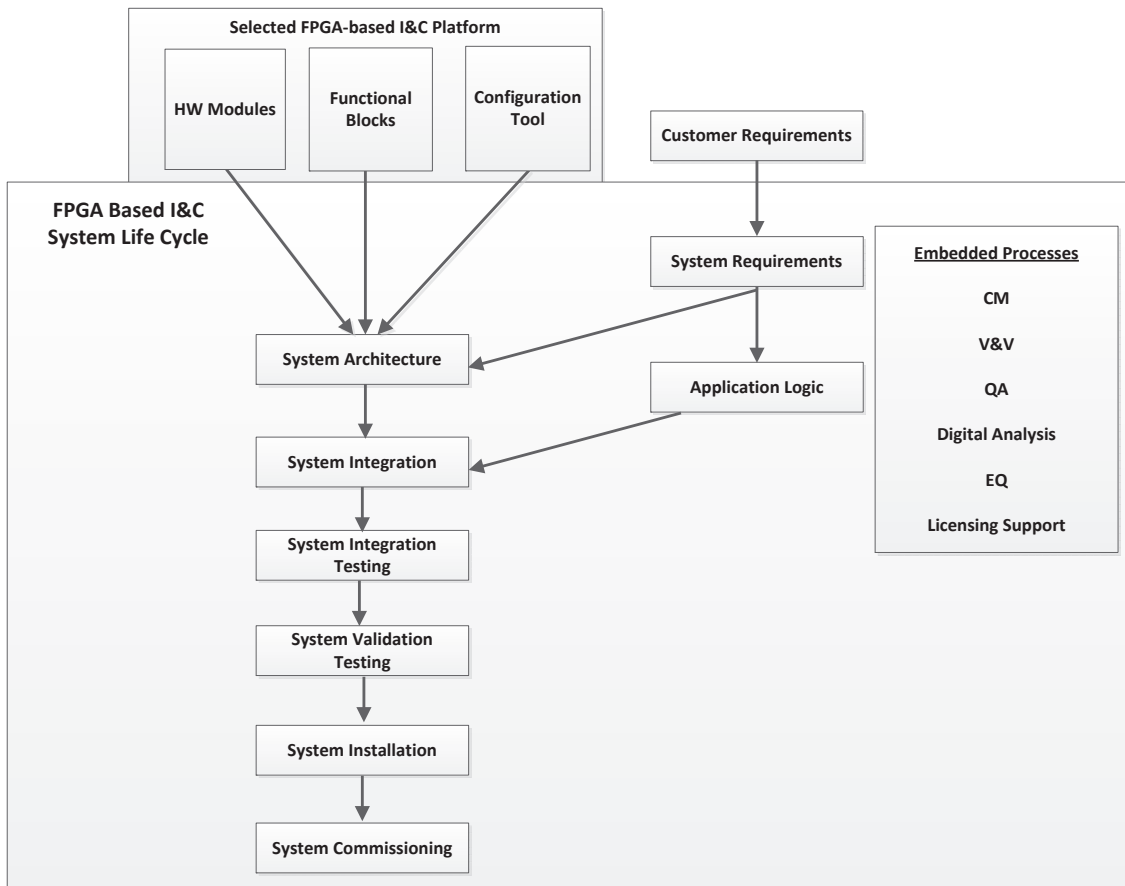 Selected FPGA-based I&C Platform
HW Modules
Functional
Blocks
Configuration
Tool
Customer Requirements
FPGA Based I&C
System Life Cycle
System Requirements
Embedded Processes
CM
V&V
QA
Digital Analysis
EQ
Licensing Support
System Architecture
Application Logic
System Integration
System Integration
Testing
System Validation
Testing
System Installation
System Commissioning